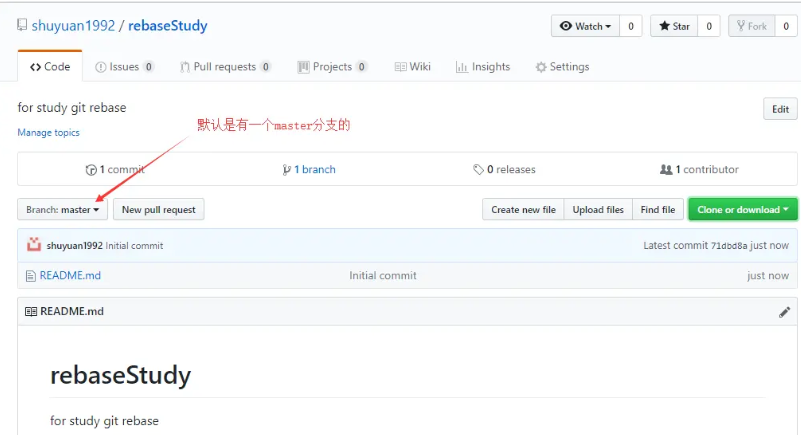 shuyuan1992 / rebaseStudy
Watch 0 Star 0 Fork 0
Code Issues 0 Pull requests 0 Projects 0 Wiki Insights Settings
for study git rebase Edit
Manage topics
默认是有一个master分支的
1 commit 1 branch 0 releases 1 contributor
Branch: master New pull request Create new file Upload files Find file Clone or download
shuyuan1992 Initial commit Latest commit 71dbd8a just now
README.md Initial commit just now
README.md
rebaseStudy
for study git rebase